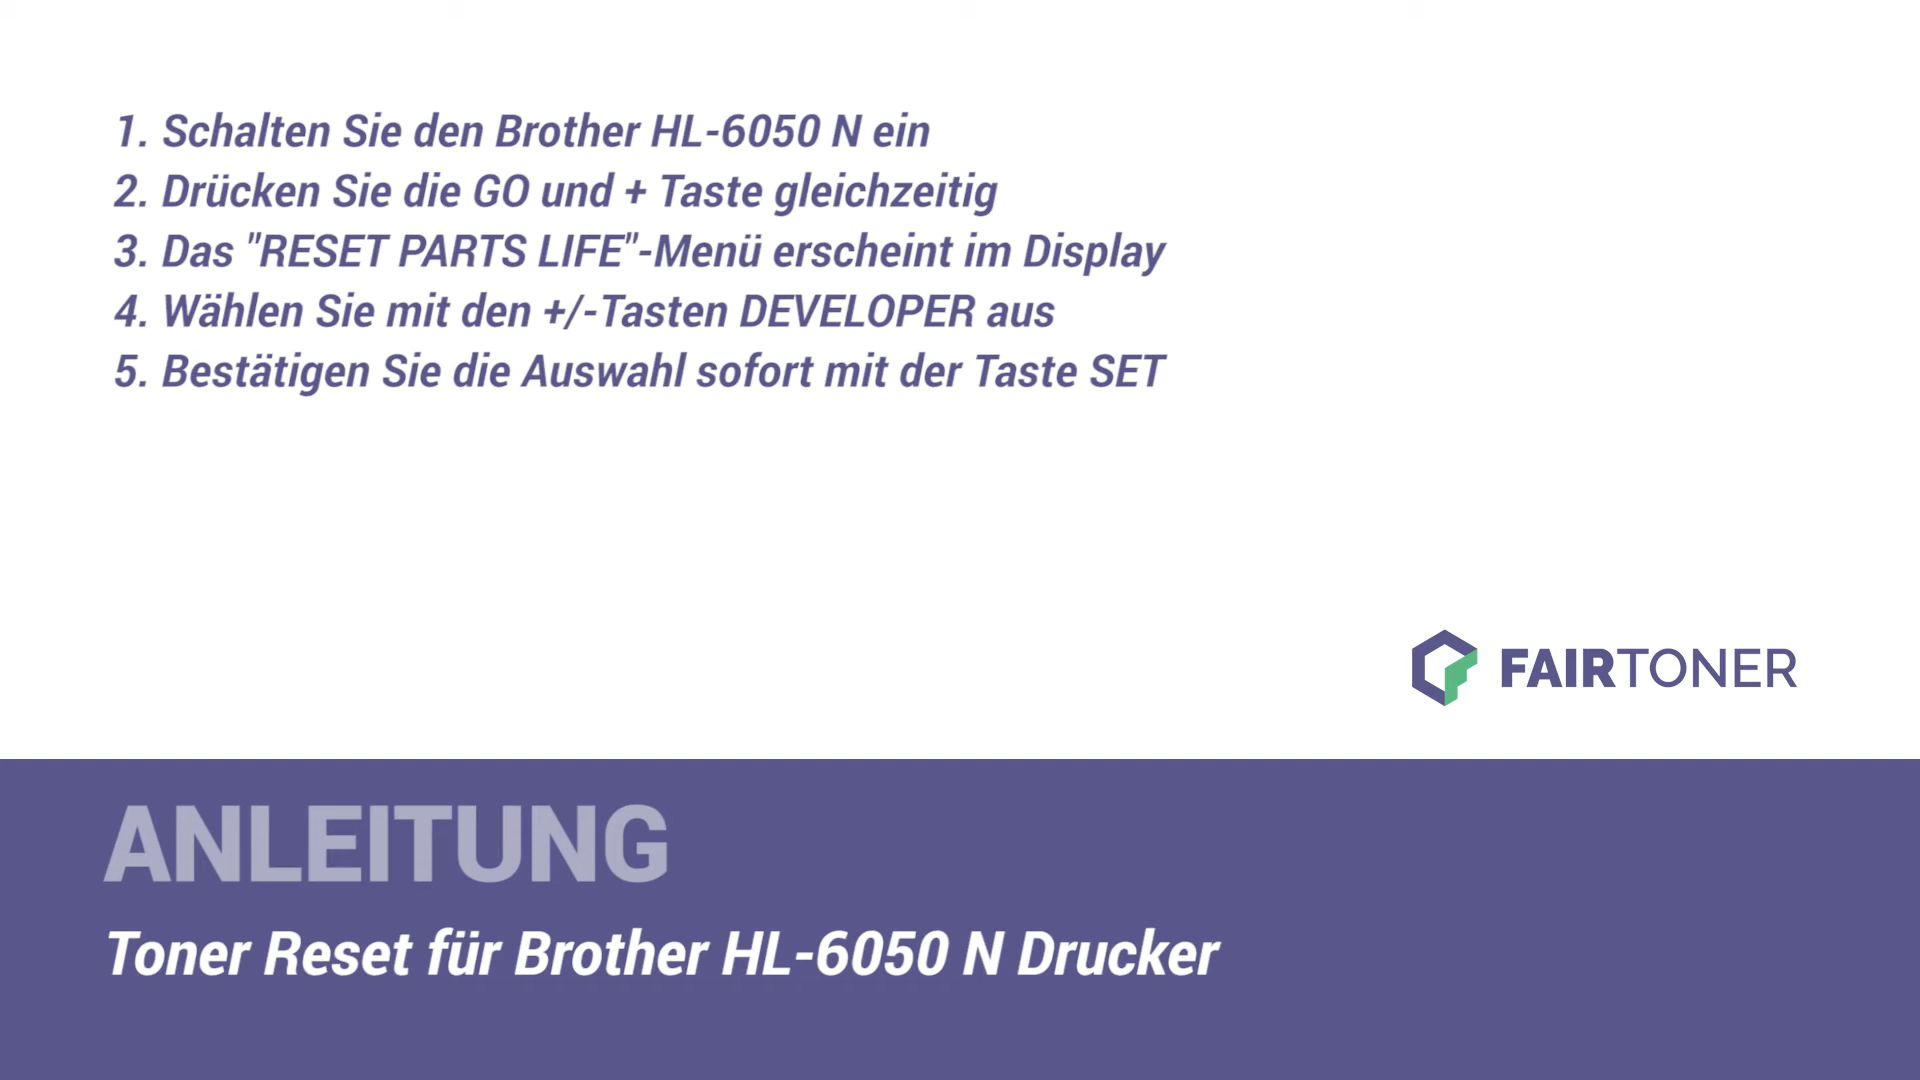 1. Schalten Sie den Brother HL-6050 N ein
2. Drücken Sie die GO und + Taste gleichzeitig
3. Das "RESET PARTS LIFE"-Menü erscheint im Display
4. Wählen Sie mit den +/-Tasten DEVELOPER aus
5. Bestätigen Sie die Auswahl sofort mit der Taste SET
FAIRTONER
ANLEITUNG
Toner Reset für Brother HL-6050 N Drucker